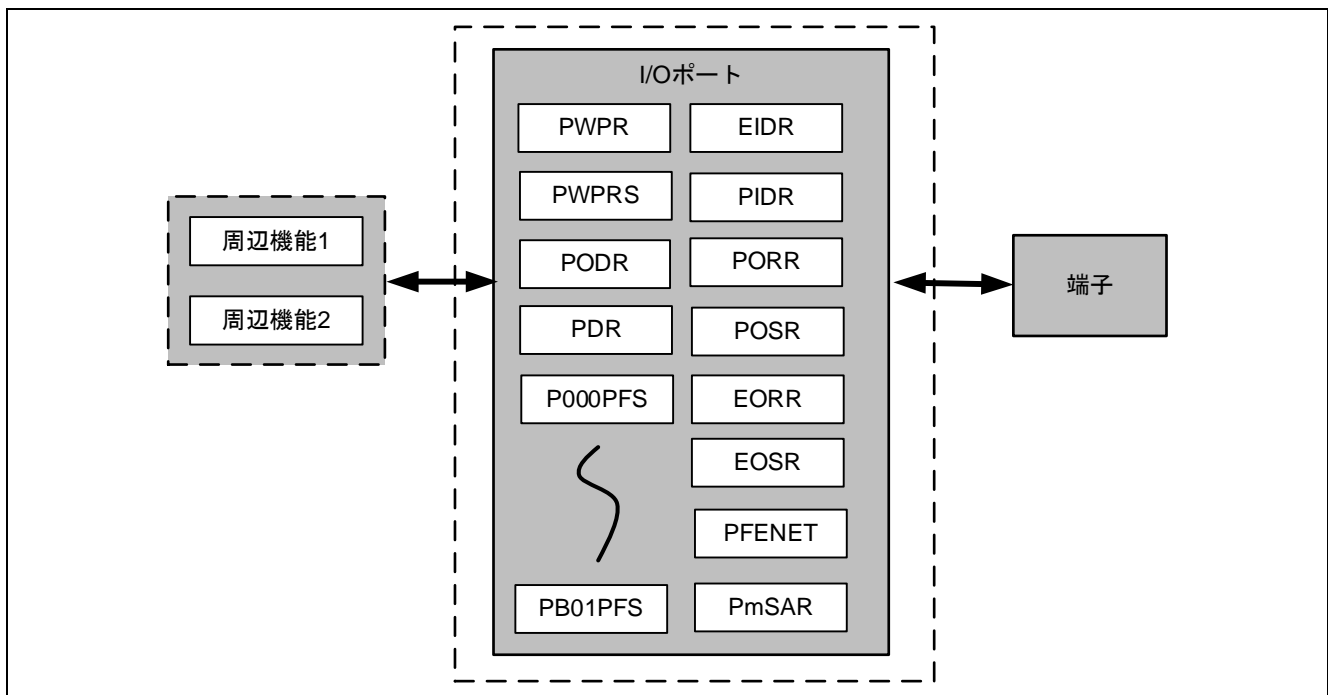 I/Oポート
PWPR
EIDR
PWPRS
PIDR
周辺機能1
PODR
PORR
端子
周辺機能2
PDR
POSR
P000PFS
EORR
EOSR
PFENET
PB01PFS
PmSAR